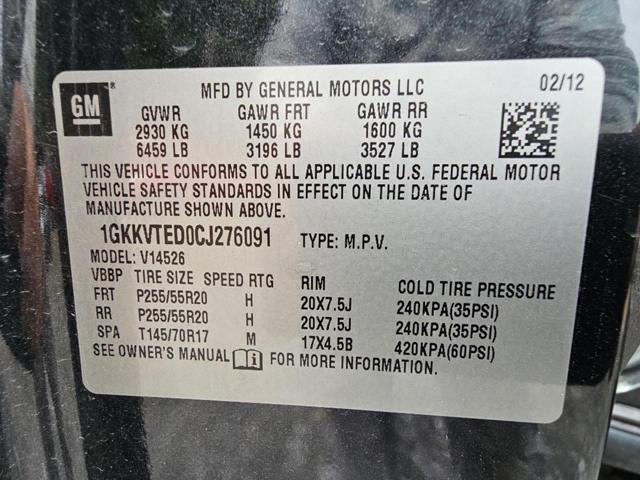 GM
MFD BY GENERAL MOTORS LLC 02/12
GVWR GAWR FRT GAWR RR
2930 KG 1450 KG 1600 KG
6459 LB 3196 LB 3527 LB
THIS VEHICLE CONFORMS TO ALL APPLICABLE U.S. FEDERAL MOTOR
VEHICLE SAFETY STANDARDS IN EFFECT ON THE DATE OF
MANUFACTURE SHOWN ABOVE.
1GKKVTED0CJ276091 TYPE: M.P.V.
MODEL: V14526
VBBP TIRE SIZE SPEED RTG RIM COLD TIRE PRESSURE
FRT P255/55R20 H 20X7.5J 240KPA(35PSI)
RR P255/55R20 H 20X7.5J 240KPA(35PSI)
SPA T145/70R17 M 17X4.5B 420KPA(60PSI)
SEE OWNER'S MANUAL i FOR MORE INFORMATION.